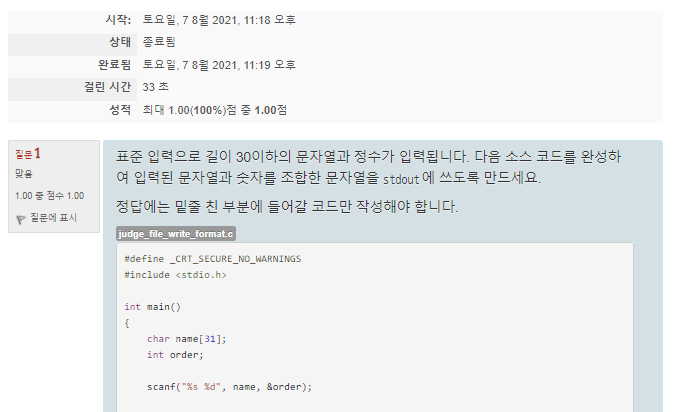 시작: 토요일, 7 8월 2021, 11:18 오후
상태 종료됨
완료됨 토요일, 7 8월 2021, 11:19 오후
걸린 시간 33 초
성적 최대 1.00(100%)점 중 1.00점
질문 1
맞음
1.00 중 점수 1.00
질문에 표시
표준 입력으로 길이 30이하의 문자열과 정수가 입력됩니다. 다음 소스 코드를 완성하
여 입력된 문자열과 숫자를 조합한 문자열을 stdout에 쓰도록 만드세요.
정답에는 밑줄 친 부분에 들어갈 코드만 작성해야 합니다.
judge_file_write_format.c
#define _CRT_SECURE_NO_WARNINGS
#include <stdio.h>
int main()
{
char name[31];
int order;
scanf("%s %d", name, &order);